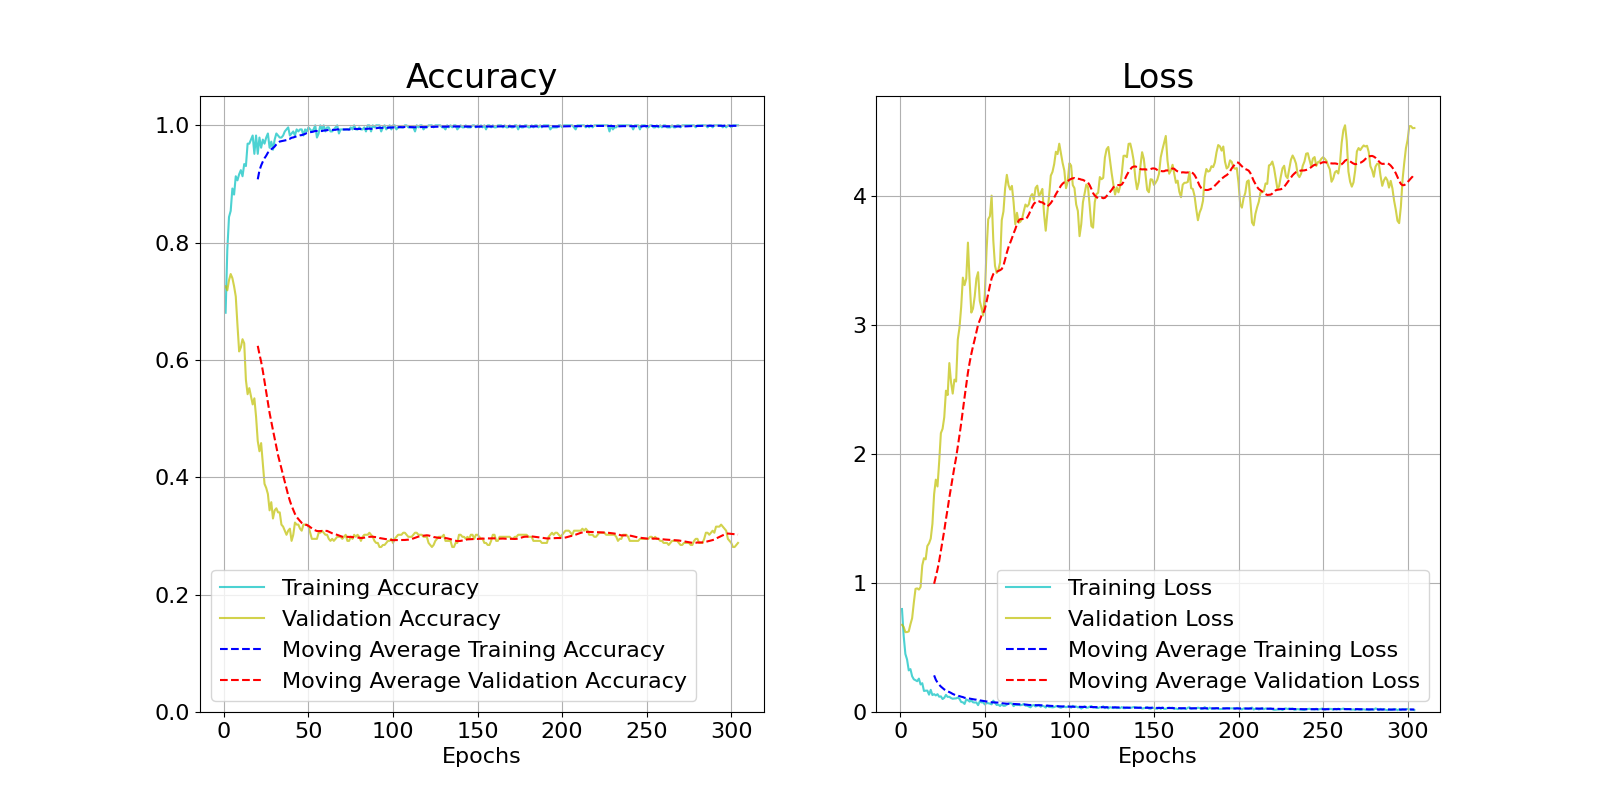 Accuracy
1.0
0.8
0.6
0.4
0.2
0.0
Training Accuracy
Validation Accuracy
Moving Average Training Accuracy
Moving Average Validation Accuracy
0 50 100 150 200 250 300
Epochs
Loss
4
3
2
1
0
Training Loss
Validation Loss
Moving Average Training Loss
Moving Average Validation Loss
0 50 100 150 200 250 300
Epochs